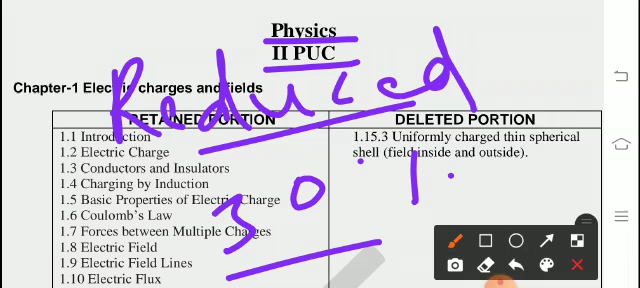 Physics
II PUC
Reduced
Chapter-1 Electric charges and fields
RETAINED PORTION DELETED PORTION
1.1 Introduction 1.15.3 Uniformly charged thin spherical
1.2 Electric Charge shell (field inside and outside).
1.3 Conductors and Insulators
1.4 Charging by Induction
30 %
1.5 Basic Properties of Electric Charge
1.6 Coulomb's Law
1.7 Forces between Multiple Charges
1.8 Electric Field
1.9 Electric Field Lines
1.10 Electric Flux